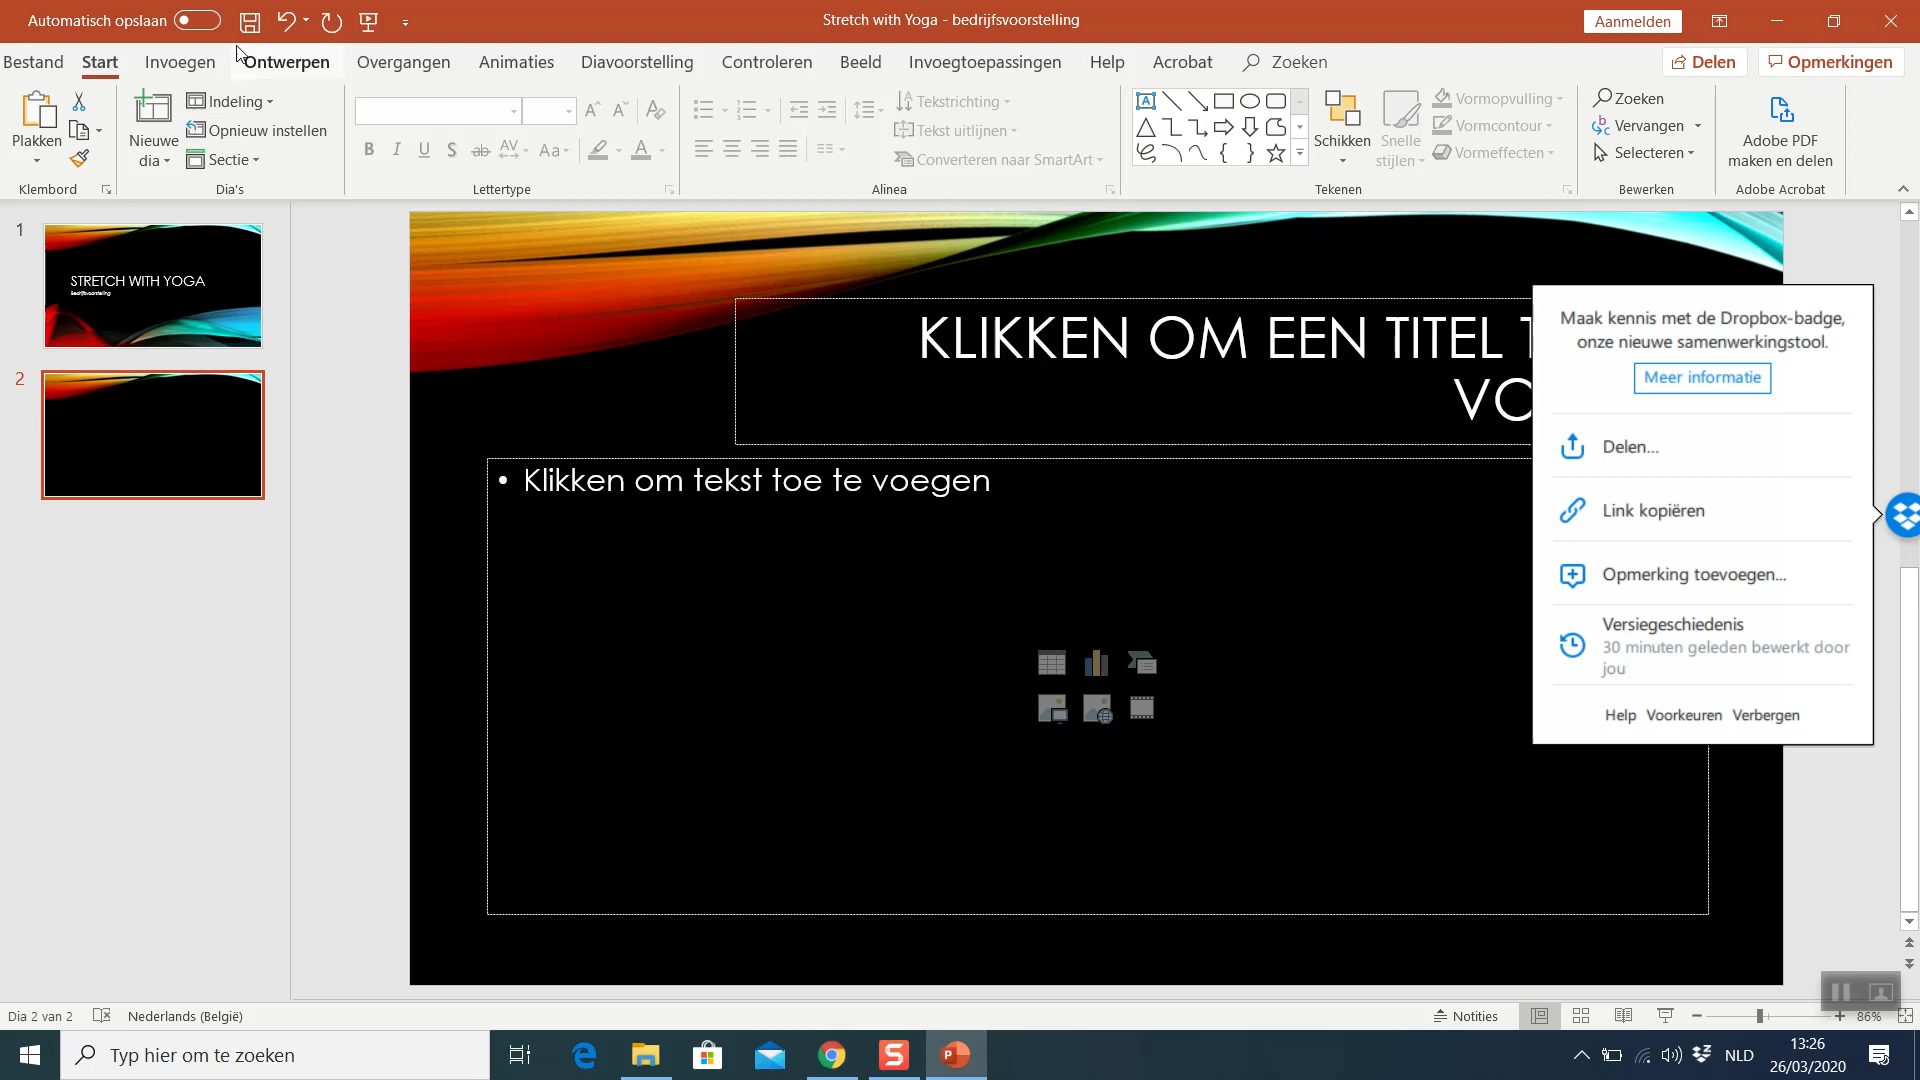 Automatisch opslaan
Stretch with Yoga - bedrijfsvoorstelling
Aanmelden
Bestand Start Invoegen Ontwerpen Overgangen Animaties Diavoorstelling Controleren Beeld Invoegtoepassingen Help Acrobat Zoeken
Delen Opmerkingen
Plakken
Klembord
Nieuwe
dia
Indeling
Opnieuw instellen
Sectie
Dia's
B I U S ab AV Aa A
Lettertype
Tekstrichting
Tekst uitlijnen
Converteren naar SmartArt
Alinea
Schikken
Snelle
stijlen
Vormopvulling
Vormcontour
Vormeffecten
Tekenen
Zoeken
Vervangen
Selecteren
Bewerken
Adobe PDF
maken en delen
Adobe Acrobat
1
STRETCH WITH YOGA
Bedrijfsvoorstelling
2
KLIKKEN OM EEN TITEL T
VO
• Klikken om tekst toe te voegen
Maak kennis met de Dropbox-badge,
onze nieuwe samenwerkingstool.
Meer informatie
Delen...
Link kopiëren
Opmerking toevoegen...
Versiegeschiedenis
30 minuten geleden bewerkt door
jou
Help Voorkeuren Verbergen
Dia 2 van 2
Nederlands (België)
Notities
86%
Typ hier om te zoeken
NLD
13:26
26/03/2020